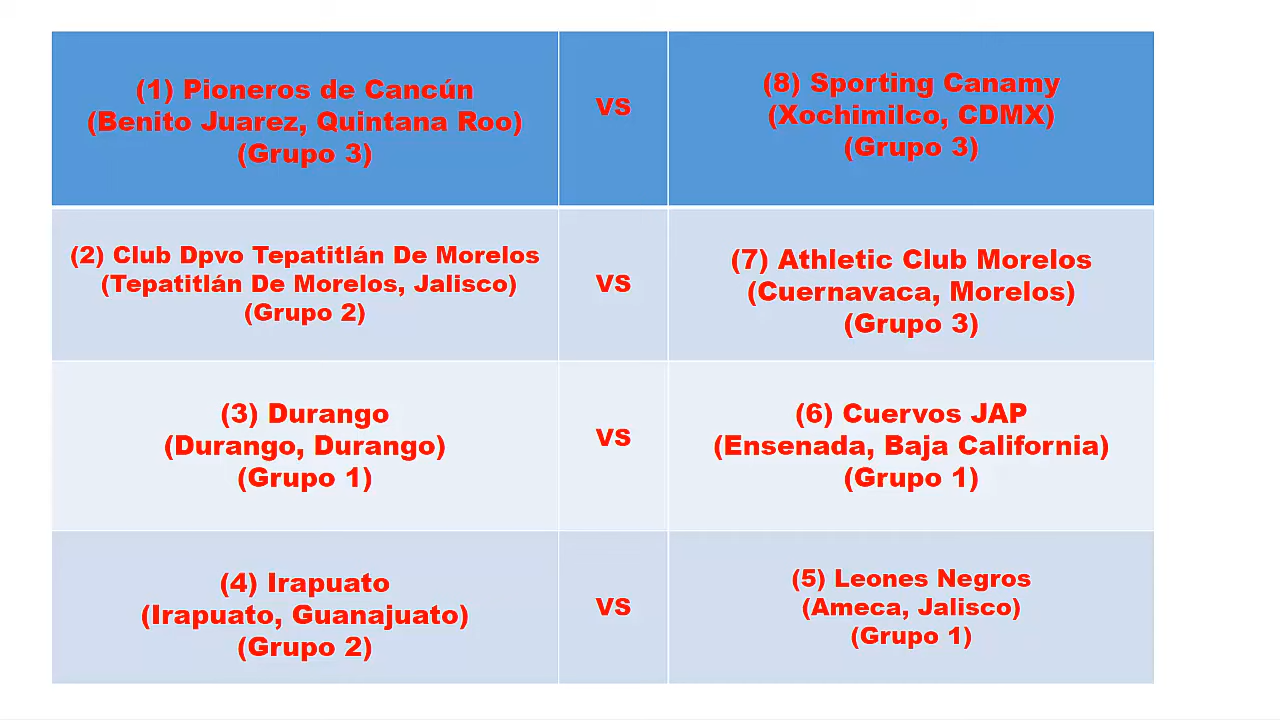 (1) Pioneros de Cancún
(Benito Juarez, Quintana Roo)
(Grupo 3)
VS
(8) Sporting Canamy
(Xochimilco, CDMX)
(Grupo 3)
(2) Club Dpvo Tepatitlán De Morelos
(Tepatitlán De Morelos, Jalisco)
(Grupo 2)
VS
(7) Athletic Club Morelos
(Cuernavaca, Morelos)
(Grupo 3)
(3) Durango
(Durango, Durango)
(Grupo 1)
VS
(6) Cuervos JAP
(Ensenada, Baja California)
(Grupo 1)
(4) Irapuato
(Irapuato, Guanajuato)
(Grupo 2)
VS
(5) Leones Negros
(Ameca, Jalisco)
(Grupo 1)